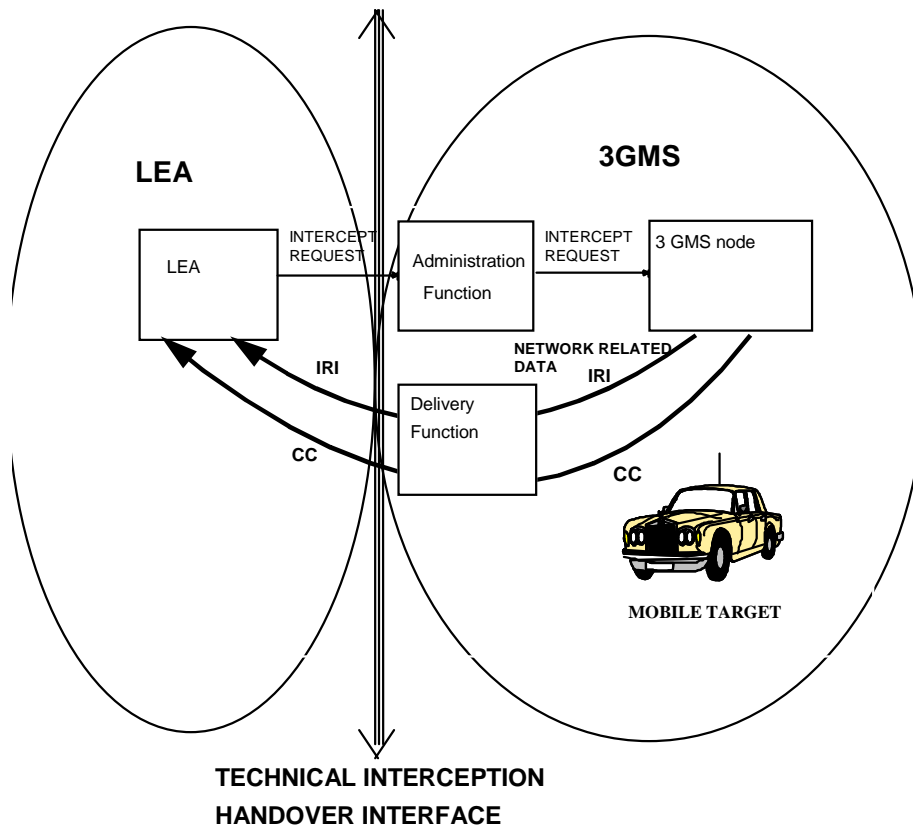 LEA
3GMS
INTERCEPT
REQUEST
INTERCEPT
REQUEST
LEA
Administration
Function
3 GMS node
NETWORK RELATED
DATA
IRI
IRI
Delivery
Function
CC
CC
MOBILE TARGET
TECHNICAL INTERCEPTION
HANDOVER INTERFACE